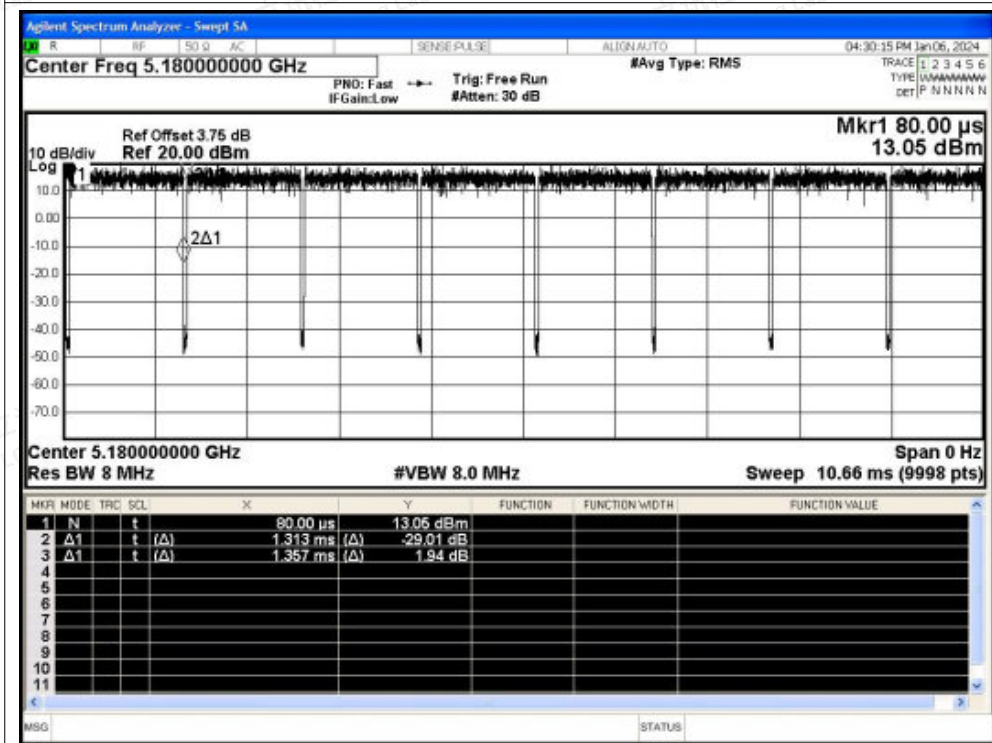 Agilent Spectrum Analyzer - Swept SA
R RF 50 Ω AC SENSE:PULSE ALIGN AUTO 04:30:15 PM Jan 06, 2024
Center Freq 5.180000000 GHz #Avg Type: RMS TRACE 1 2 3 4 5 6
PNO: Fast Trig: Free Run TYPE
IFGain:Low #Atten: 30 dB DET P N N N N N
Mkr1 80.00 µs
Ref Offset 3.75 dB
10 dB/div Ref 20.00 dBm 13.05 dBm
Log
1
10.0
0.00
2Δ1
-10.0
-20.0
-30.0
-40.0
-50.0
-60.0
-70.0
Center 5.180000000 GHz Span 0 Hz
Res BW 8 MHz #VBW 8.0 MHz Sweep 10.66 ms (9998 pts)
MKR MODE TRC SCL X Y FUNCTION FUNCTION WIDTH FUNCTION VALUE
1 N t 80.00 µs 13.05 dBm
2 Δ1 t (Δ) 1.313 ms (Δ) -29.01 dB
3 Δ1 t (Δ) 1.357 ms (Δ) 1.94 dB
4
5
6
7
8
9
10
11
MSG STATUS